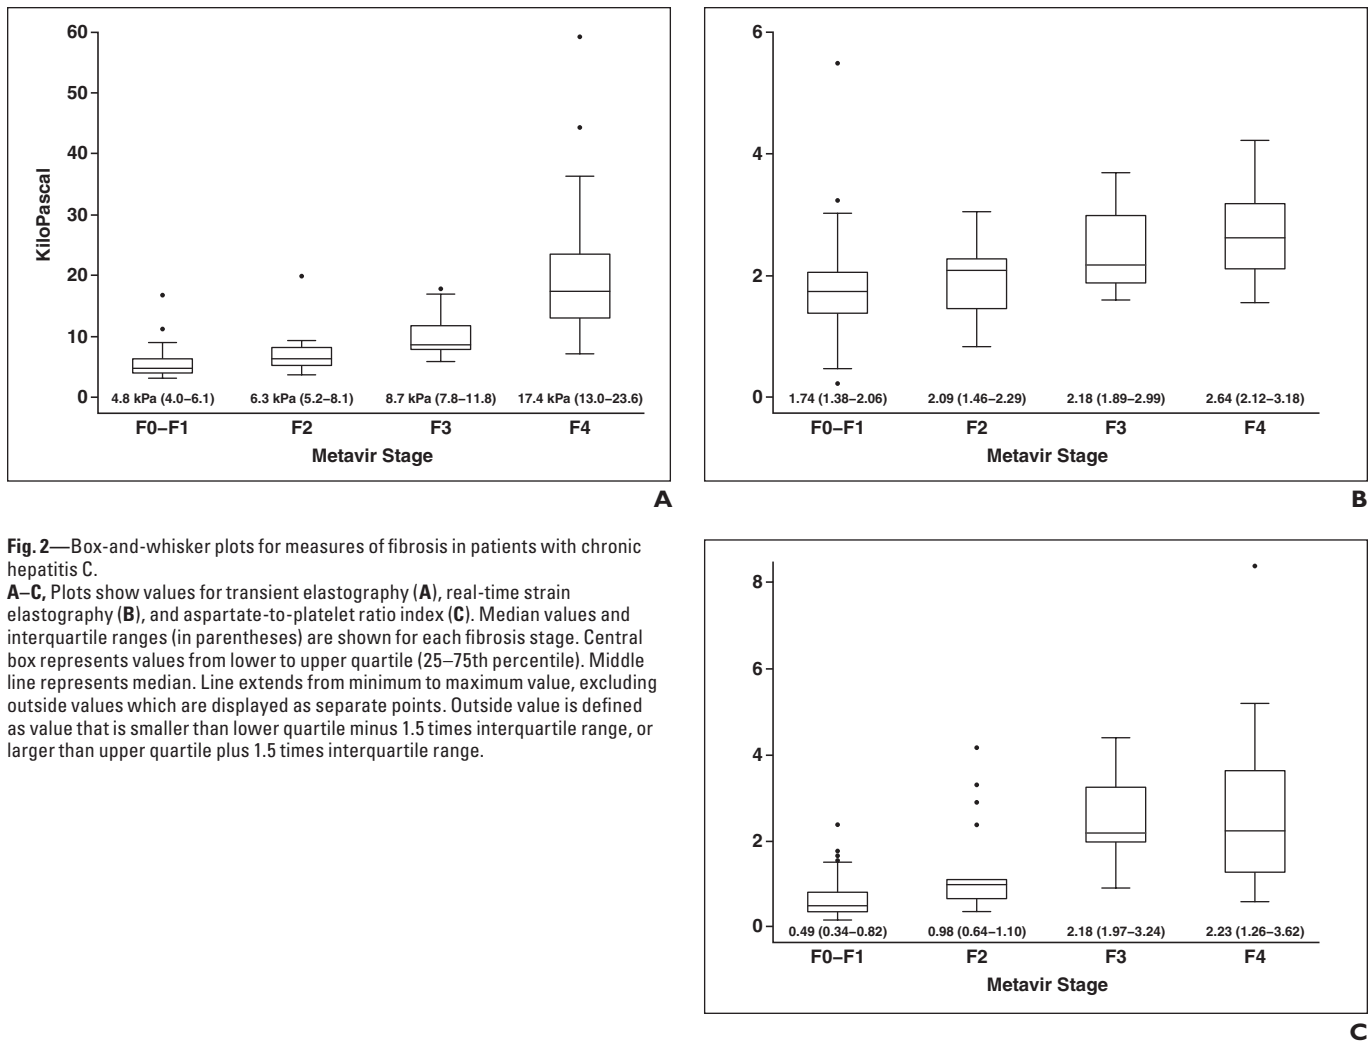 60
50
40
30
20
10
0
KiloPascal
4.8 kPa (4.0–6.1) 6.3 kPa (5.2–8.1) 8.7 kPa (7.8–11.8) 17.4 kPa (13.0–23.6)
F0–F1 F2 F3 F4
Metavir Stage
A
6
4
2
0
1.74 (1.38–2.06) 2.09 (1.46–2.29) 2.18 (1.89–2.99) 2.64 (2.12–3.18)
F0–F1 F2 F3 F4
Metavir Stage
B
Fig. 2—Box-and-whisker plots for measures of fibrosis in patients with chronic
hepatitis C.
A–C, Plots show values for transient elastography (A), real-time strain
elastography (B), and aspartate-to-platelet ratio index (C). Median values and
interquartile ranges (in parentheses) are shown for each fibrosis stage. Central
box represents values from lower to upper quartile (25–75th percentile). Middle
line represents median. Line extends from minimum to maximum value, excluding
outside values which are displayed as separate points. Outside value is defined
as value that is smaller than lower quartile minus 1.5 times interquartile range, or
larger than upper quartile plus 1.5 times interquartile range.
8
6
4
2
0
0.49 (0.34–0.82) 0.98 (0.64–1.10) 2.18 (1.97–3.24) 2.23 (1.26–3.62)
F0–F1 F2 F3 F4
Metavir Stage
C